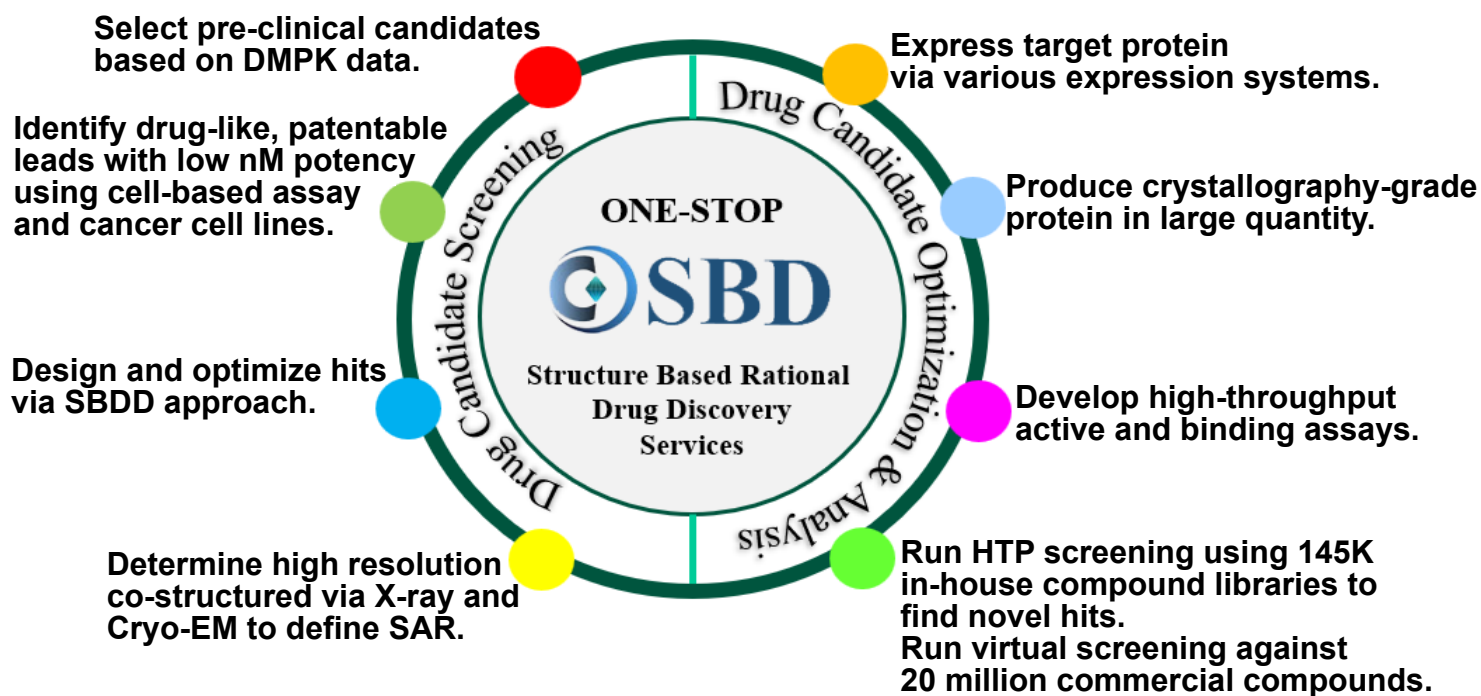 Select pre-clinical candidates
based on DMPK data.
Identify drug-like, patentable
leads with low nM potency
using cell-based assay
and cancer cell lines.
Design and optimize hits
via SBDD approach.
Determine high resolution
co-structured via X-ray and
Cryo-EM to define SAR.
Drug Candidate Screening
ONE-STOP
SBD
Structure Based Rational
Drug Discovery
Services
Drug Candidate Optimization & Analysis
Express target protein
via various expression systems.
Produce crystallography-grade
protein in large quantity.
Develop high-throughput
active and binding assays.
Run HTP screening using 145K
in-house compound libraries to
find novel hits.
Run virtual screening against
20 million commercial compounds.